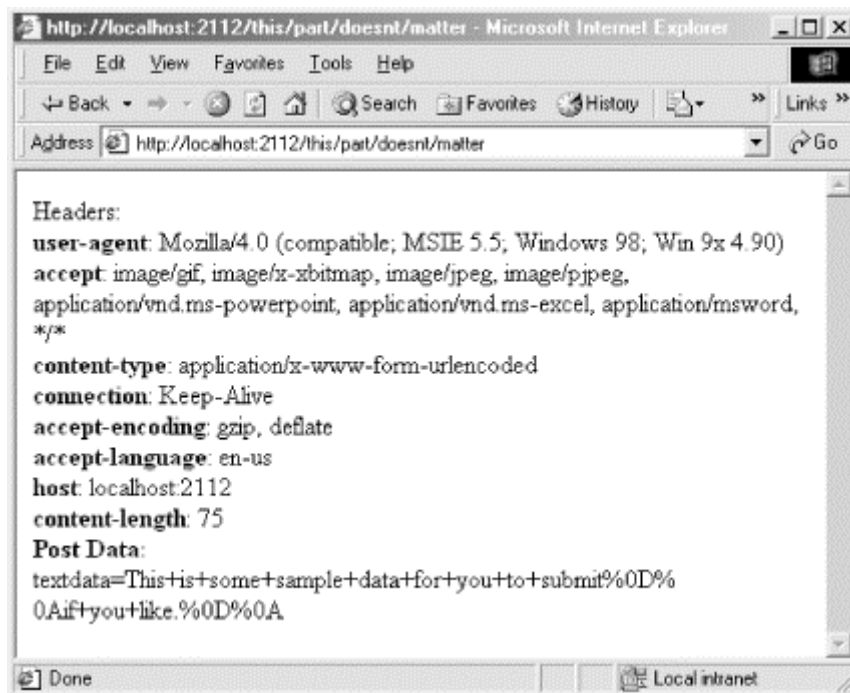 http://localhost:2112/this/part/doesnt/matter - Microsoft Internet Explorer
File Edit View Favorites Tools Help
Back Search Favorites History » Links »
Address http://localhost:2112/this/part/doesnt/matter Go
Headers:
user-agent: Mozilla/4.0 (compatible; MSIE 5.5; Windows 98; Win 9x 4.90)
accept: image/gif, image/x-xbitmap, image/jpeg, image/pjpeg,
application/vnd.ms-powerpoint, application/vnd.ms-excel, application/msword,
*/*
content-type: application/x-www-form-urlencoded
connection: Keep-Alive
accept-encoding: gzip, deflate
accept-language: en-us
host: localhost:2112
content-length: 75
Post Data:
textdata=This+is+some+sample+data+for+you+to+submit%0D%
0Aif+you+like.%0D%0A
Done Local intranet